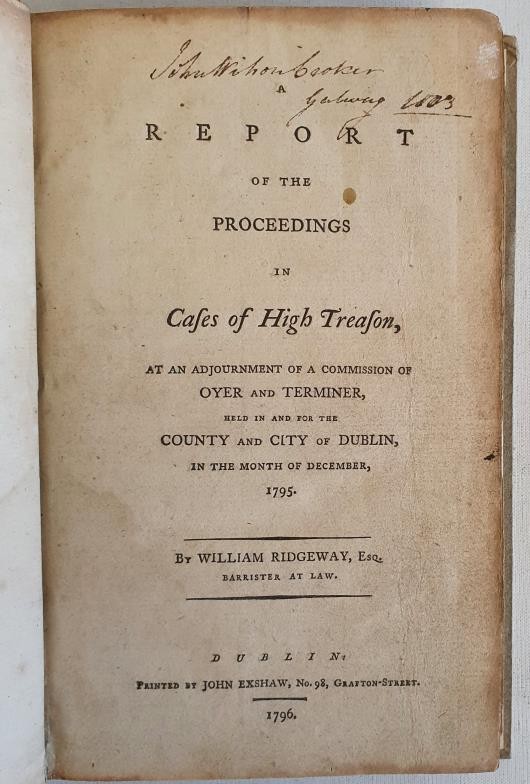 John Wilson Croker
A
Galway 1803
REPORT
OF THE
PROCEEDINGS
IN
Caſes of High Treaſon,
AT AN ADJOURNMENT OF A COMMISSION OF
OYER AND TERMINER,
HELD IN AND FOR THE
COUNTY AND CITY OF DUBLIN,
IN THE MONTH OF DECEMBER,
1795.
By WILLIAM RIDGEWAY, Esq.
BARRISTER AT LAW.
DUBLIN:
Printed by JOHN EXSHAW, No. 98, Grafton-Street.
1796.